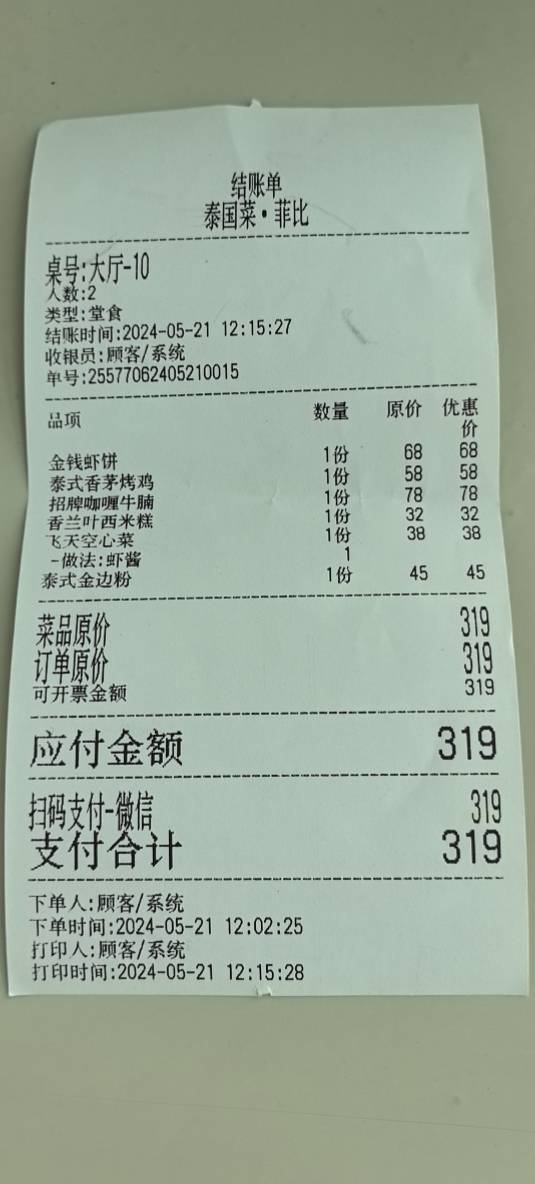 结账单
泰国菜·菲比
桌号:大厅-10
人数:2
类型:堂食
结账时间:2024-05-21 12:15:27
收银员:顾客/系统
单号:25577062405210015
品项 数量 原价 优惠价
金钱虾饼 1份 68 68
泰式香茅烤鸡 1份 58 58
招牌咖喱牛腩 1份 78 78
香兰叶西米糕 1份 32 32
飞天空心菜 1份 38 38
-做法:虾酱 1
泰式金边粉 1份 45 45
菜品原价 319
订单原价 319
可开票金额 319
应付金额 319
扫码支付-微信 319
支付合计 319
下单人:顾客/系统
下单时间:2024-05-21 12:02:25
打印人:顾客/系统
打印时间:2024-05-21 12:15:28